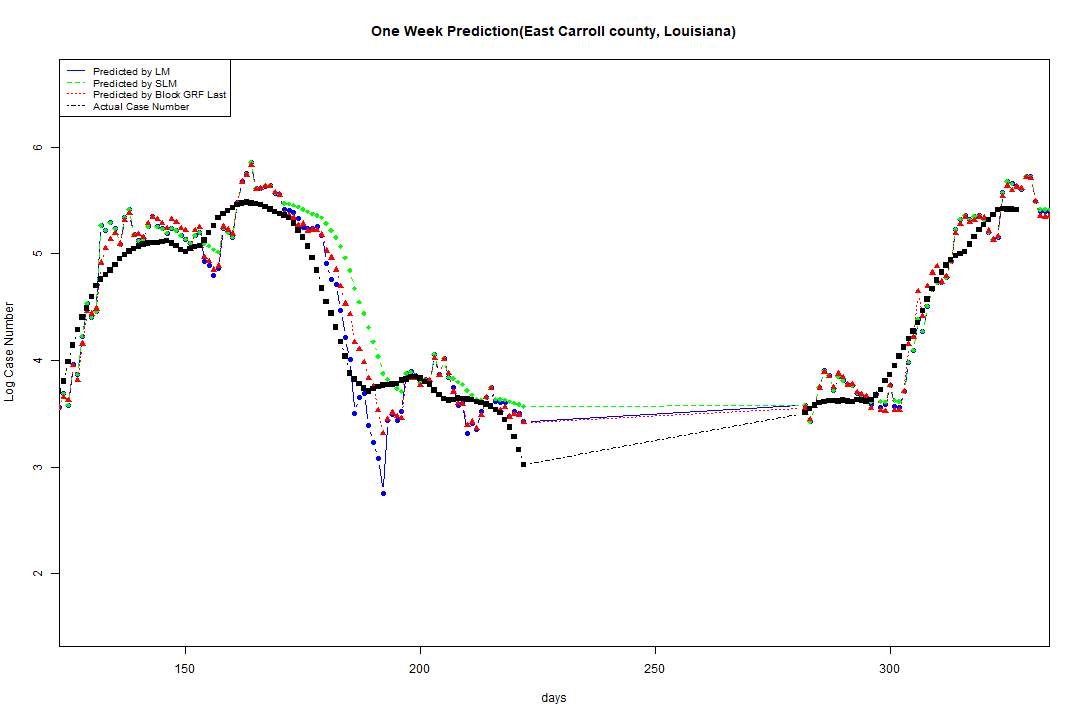 One Week Prediction(East Carroll county, Louisiana)
Predicted by LM
Predicted by SLM
Predicted by Block GRF Last
Actual Case Number
Log Case Number
6
5
4
3
2
150 200 250 300
days